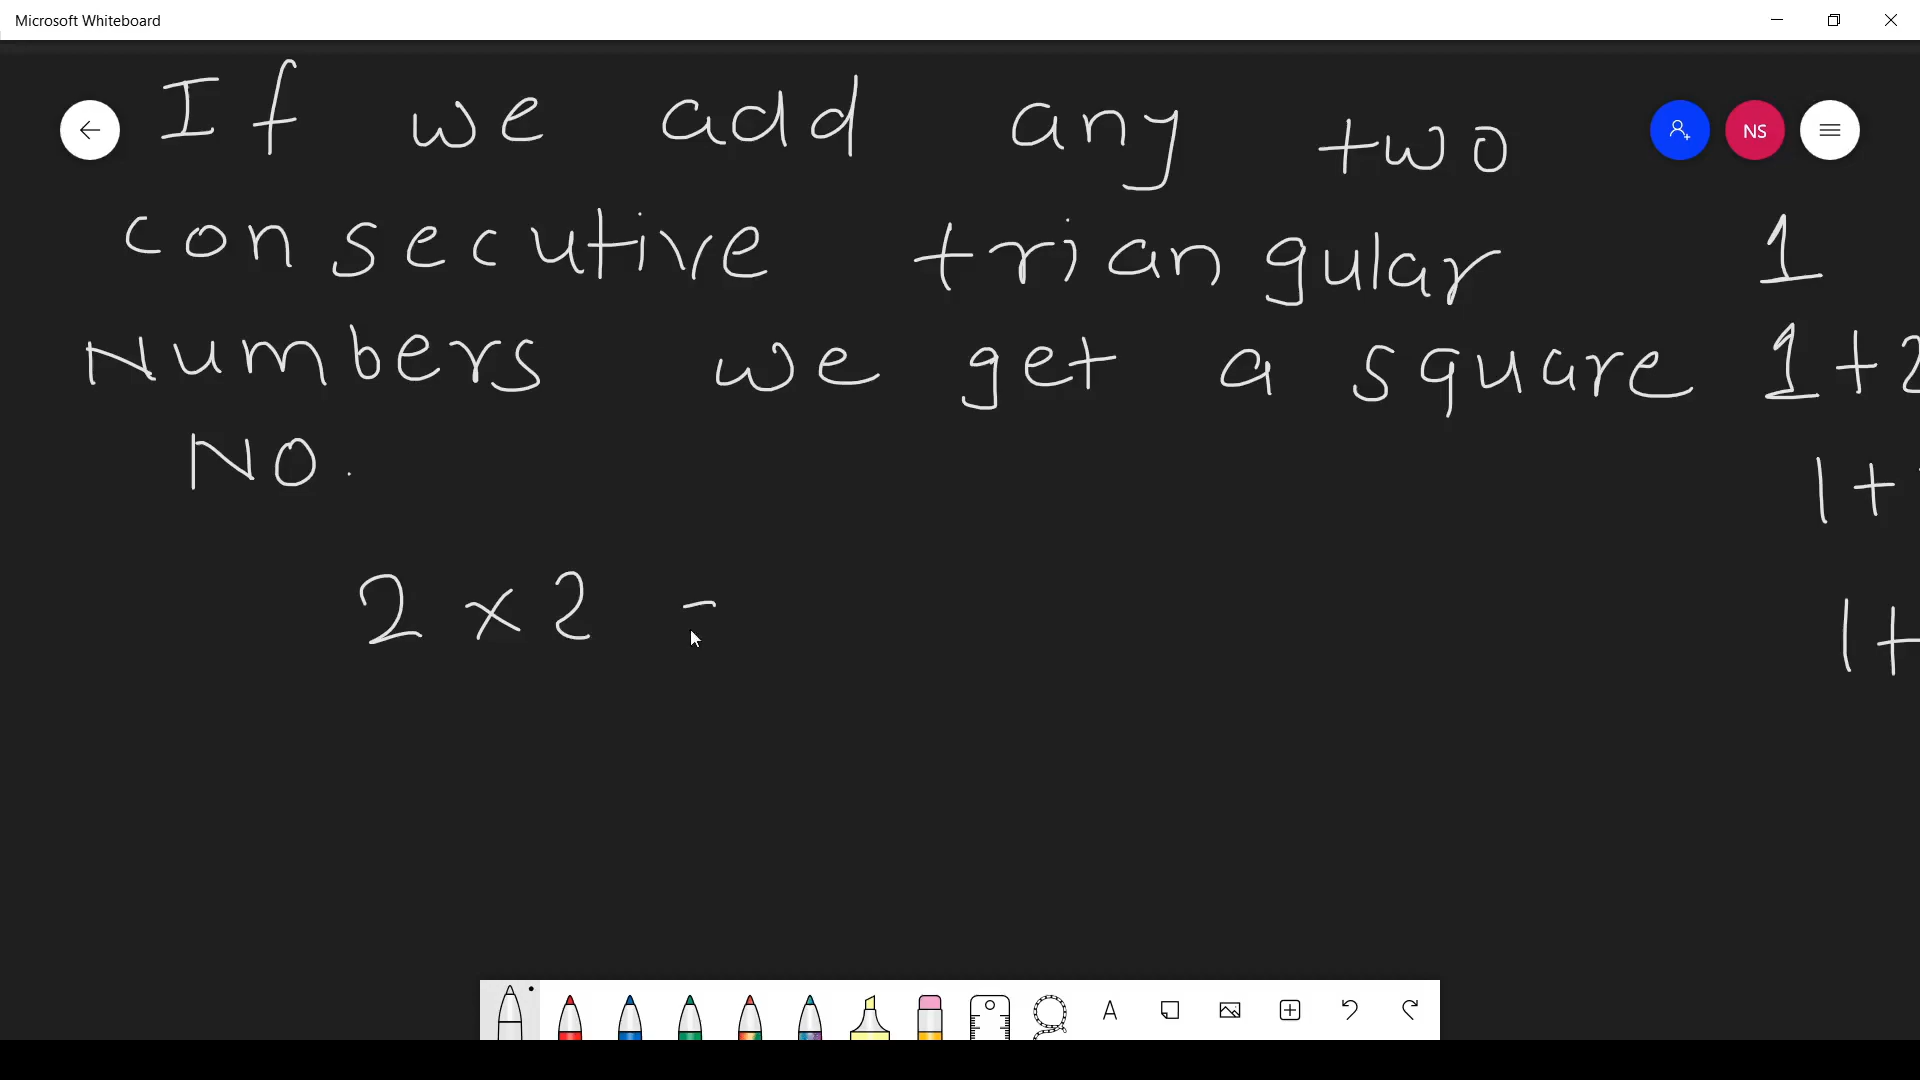 Microsoft Whiteboard
If we add any two
NS
consecutive triangular
1
Numbers we get a square
1+2
NO.
1+
2 × 2 -
1+
A